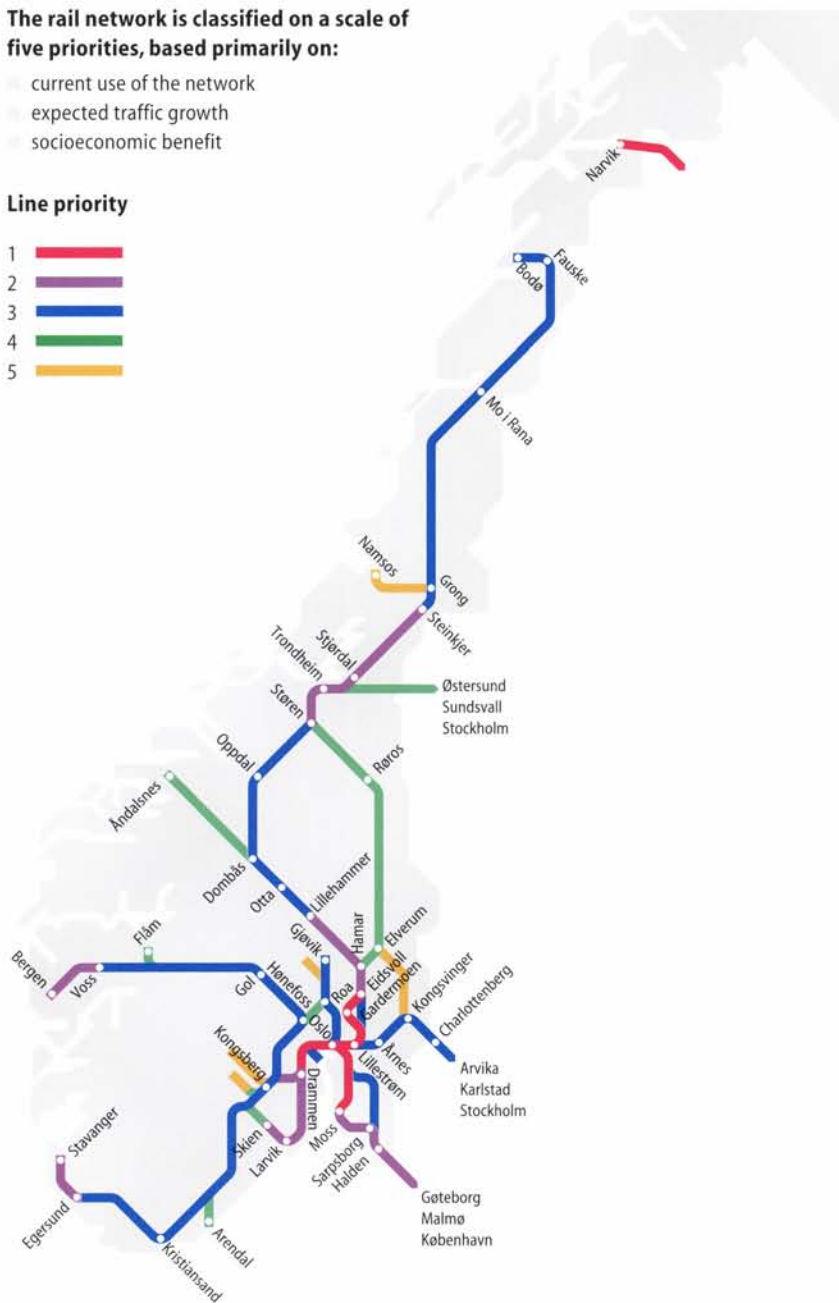 The rail network is classified on a scale of
five priorities, based primarily on:
current use of the network
expected traffic growth
socioeconomic benefit
Line priority
1
2
3
4
5
Narvik
Fauske
Bodø
Mo i Rana
Namsos
Grong
Steinkjer
Stjørdal
Trondheim
Støren
Østersund
Sundsvall
Stockholm
Oppdal
Røros
Åndalsnes
Dombås
Otta
Lillehammer
Hamar
Elverum
Flåm
Gjøvik
Bergen
Voss
Gol
Hønefoss
Roa
Eidsvoll
Gardermoen
Kongsvinger
Charlottenberg
Oslo
Lillestrøm
Årnes
Arvika
Karlstad
Stockholm
Kongsberg
Drammen
Skien
Larvik
Moss
Sarpsborg
Halden
Stavanger
Egersund
Arendal
Kristiansand
Gøteborg
Malmø
København